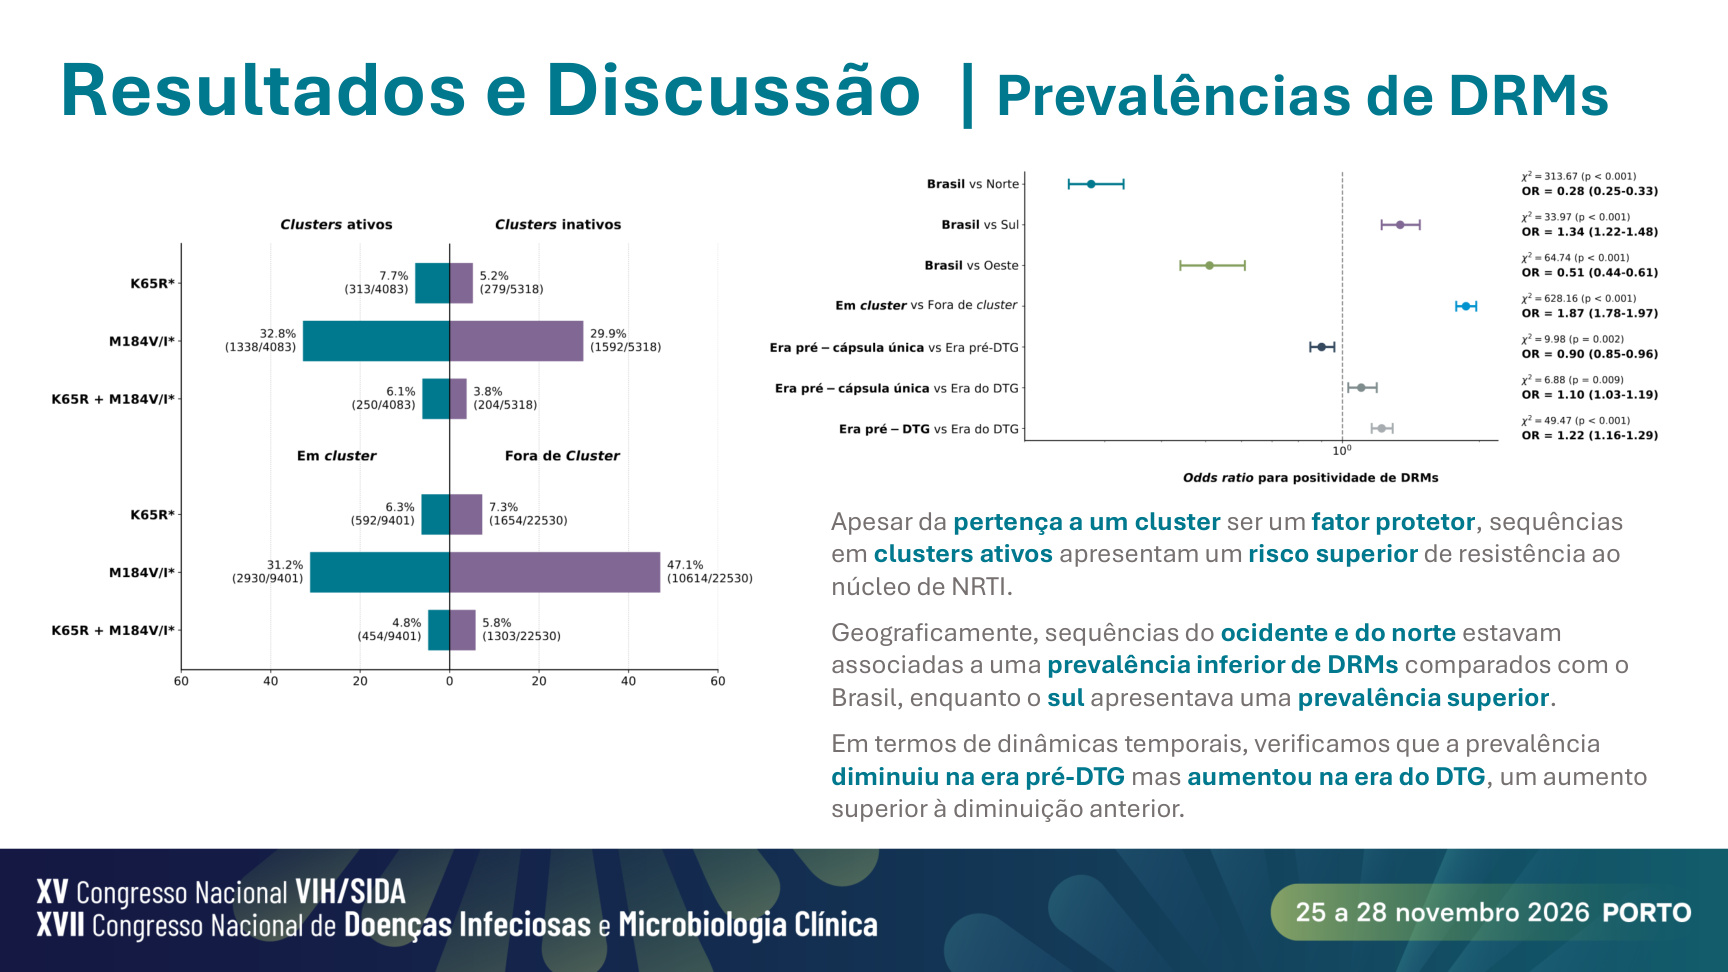 Resultados e Discussão | Prevalências de DRMs
Clusters ativos
Clusters inativos
K65R*
7.7%
(313/4083)
5.2%
(279/5318)
M184V/I*
32.8%
(1338/4083)
29.9%
(1592/5318)
K65R + M184V/I*
6.1%
(250/4083)
3.8%
(204/5318)
Em cluster
Fora de Cluster
K65R*
6.3%
(592/9401)
7.3%
(1654/22530)
M184V/I*
31.2%
(2930/9401)
47.1%
(10614/22530)
K65R + M184V/I*
4.8%
(454/9401)
5.8%
(1303/22530)
60 40 20 0 20 40 60
Brasil vs Norte
χ² = 313.67 (p < 0.001)
OR = 0.28 (0.25-0.33)
Brasil vs Sul
χ² = 33.97 (p < 0.001)
OR = 1.34 (1.22-1.48)
Brasil vs Oeste
χ² = 64.74 (p < 0.001)
OR = 0.51 (0.44-0.61)
Em cluster vs Fora de cluster
χ² = 628.16 (p < 0.001)
OR = 1.87 (1.78-1.97)
Era pré − cápsula única vs Era pré-DTG
χ² = 9.98 (p = 0.002)
OR = 0.90 (0.85-0.96)
Era pré − cápsula única vs Era do DTG
χ² = 6.88 (p = 0.009)
OR = 1.10 (1.03-1.19)
Era pré − DTG vs Era do DTG
χ² = 49.47 (p < 0.001)
OR = 1.22 (1.16-1.29)
10⁰
Odds ratio para positividade de DRMs
Apesar da pertença a um cluster ser um fator protetor, sequências
em clusters ativos apresentam um risco superior de resistência ao
núcleo de NRTI.
Geograficamente, sequências do ocidente e do norte estavam
associadas a uma prevalência inferior de DRMs comparados com o
Brasil, enquanto o sul apresentava uma prevalência superior.
Em termos de dinâmicas temporais, verificamos que a prevalência
diminuiu na era pré-DTG mas aumentou na era do DTG, um aumento
superior à diminuição anterior.
XV Congresso Nacional VIH/SIDA
XVII Congresso Nacional de Doenças Infeciosas e Microbiologia Clínica
25 a 28 novembro 2026 PORTO